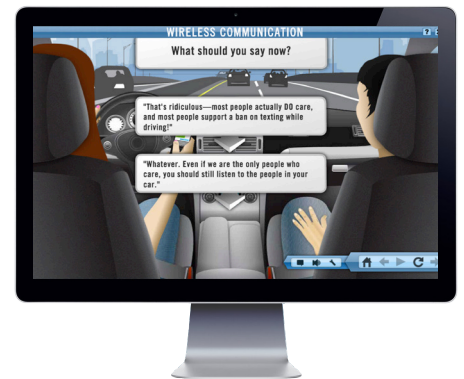 WIRELESS COMMUNICATION
?
What should you say now?
"That's ridiculous—most people actually DO care,
and most people support a ban on texting while
driving!"
"Whatever. Even if we are the only people who
care, you should still listen to the people in your
car."